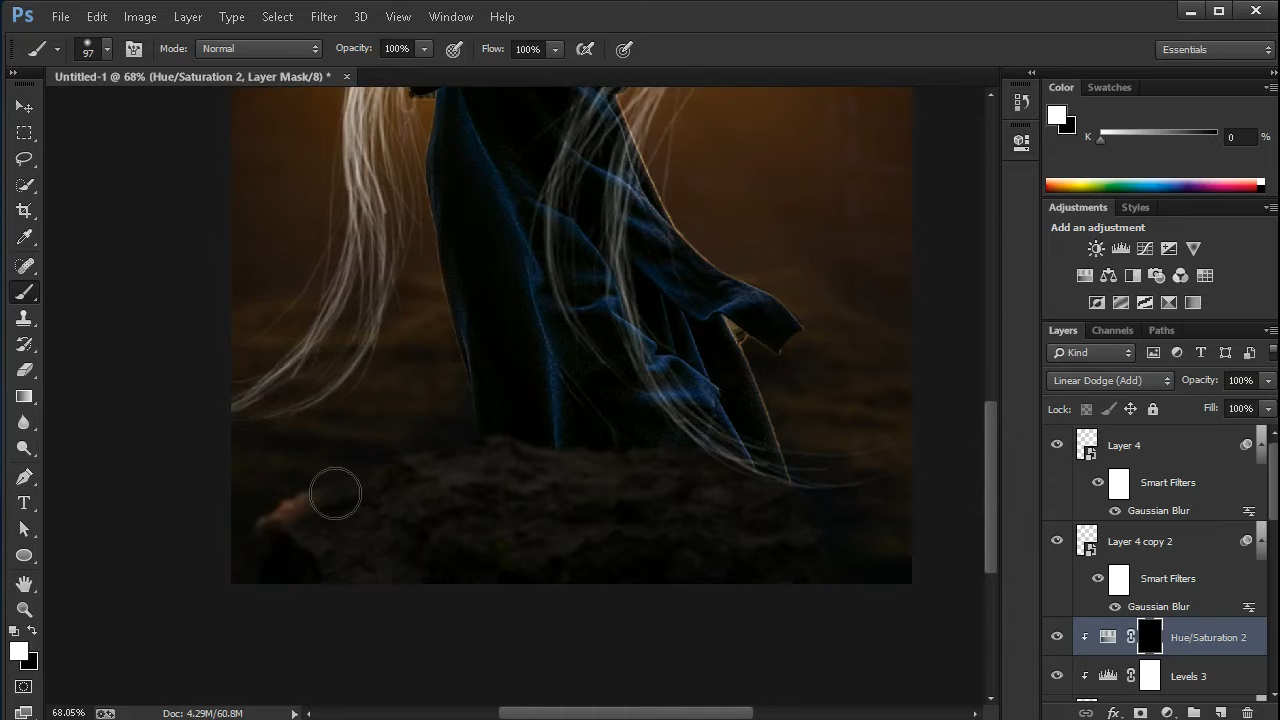 Ps File Edit Image Layer Type Select Filter 3D View Window Help
97 Mode: Normal Opacity: 100% Flow: 100% Essentials
Untitled-1 @ 68% (Hue/Saturation 2, Layer Mask/8) * ×
Color Swatches
K 0 %
Adjustments Styles
Add an adjustment
Layers Channels Paths
Kind
Linear Dodge (Add) Opacity: 100%
Lock: Fill: 100%
Layer 4
Smart Filters
Gaussian Blur
Layer 4 copy 2
Smart Filters
Gaussian Blur
Hue/Saturation 2
Levels 3
68.05% Doc: 4.29M/60.8M